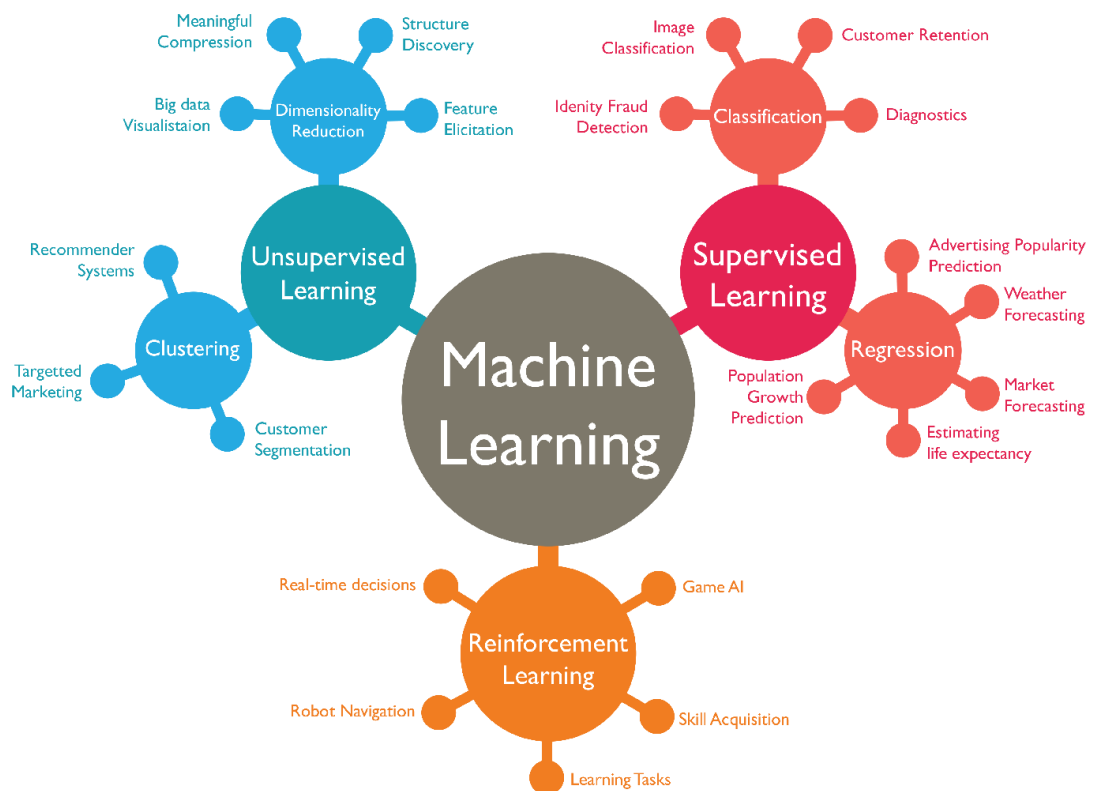 Meaningful
Compression
Structure
Discovery
Big data
Visualistaion
Dimensionality
Reduction
Feature
Elicitation
Image
Classification
Customer Retention
Idenity Fraud
Detection
Classification
Diagnostics
Unsupervised
Learning
Supervised
Learning
Recommender
Systems
Clustering
Targetted
Marketing
Customer
Segmentation
Machine
Learning
Advertising Popularity
Prediction
Weather
Forecasting
Regression
Population
Growth
Prediction
Market
Forecasting
Estimating
life expectancy
Real-time decisions
Game AI
Reinforcement
Learning
Robot Navigation
Skill Acquisition
Learning Tasks